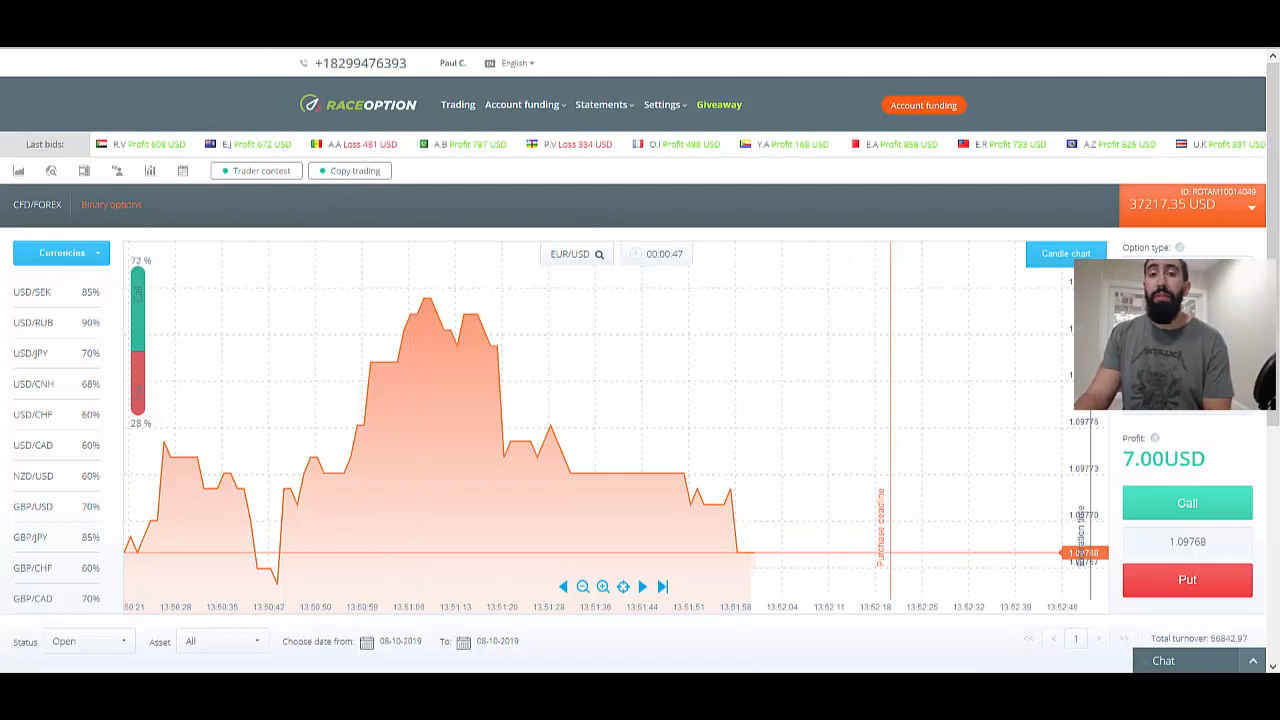 +18299476393 Paul C. EN English
RACEOPTION Trading Account funding Statements Settings Giveaway Account funding
Last bids: R.V Profit 608 USD E.J Profit 672 USD A.A Loss 481 USD A.B Profit 787 USD P.V Loss 334 USD O.I Profit 498 USD Y.A Profit 168 USD E.A Profit 858 USD E.R Profit 733 USD A.Z Profit 525 USD U.K Profit 331 USD
Trader contest Copy trading
CFD/FOREX Binary options
ID: ROTAM10014049
37217.35 USD
Currencies
EUR/USD 00:00:47
Candle chart
Option type:
72 %
28 %
USD/SEK 85%
USD/RUB 90%
USD/JPY 70%
USD/CNH 68%
USD/CHF 60%
USD/CAD 60%
NZD/USD 60%
GBP/USD 70%
GBP/JPY 85%
GBP/CHF 60%
GBP/CAD 70%
METALLICA
1.09776
1.09773
1.09770
1.09768
Purchase deadline
Profit:
7.00USD
Call
1.09768
Put
50:21 13:50:28 13:50:35 13:50:42 13:50:50 13:50:59 13:51:06 13:51:13 13:51:20 13:51:28 13:51:36 13:51:44 13:51:51 13:51:58 13:52:04 13:52:11 13:52:18 13:52:25 13:52:32 13:52:39 13:52:46
Status Open Asset All Choose date from: 08-10-2019 To: 08-10-2019
<< < 1 > >> Total turnover: 56842.97
Chat